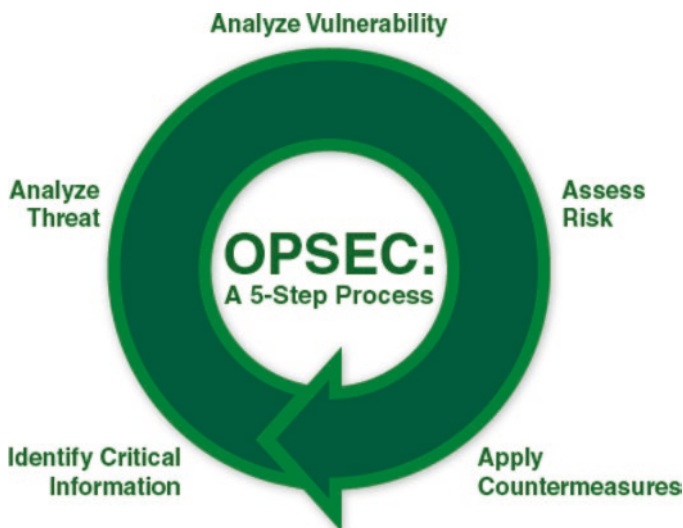 Analyze Vulnerability
Analyze
Threat
Assess
Risk
OPSEC:
A 5-Step Process
Identify Critical
Information
Apply
Countermeasures